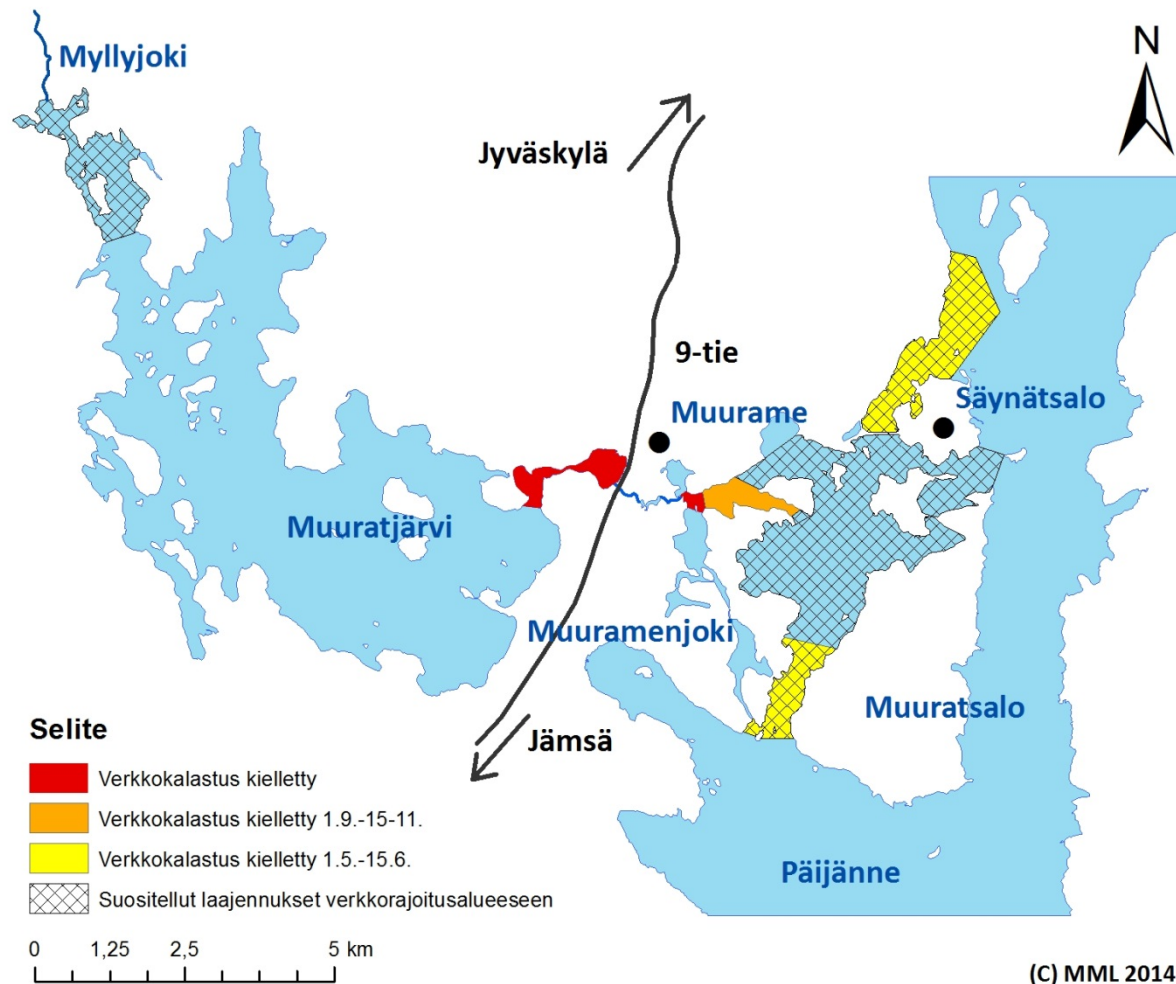 Myllyjoki
N
Jyväskylä
9-tie
Muurame
Säynätsalo
Muuratjärvi
Muuramenjoki
Muuratsalo
Jämsä
Päijänne
Selite
Verkkokalastus kielletty
Verkkokalastus kielletty 1.9.-15-11.
Verkkokalastus kielletty 1.5.-15.6.
Suositellut laajennukset verkkorajoitusalueeseen
0 1,25 2,5 5 km
(C) MML 2014